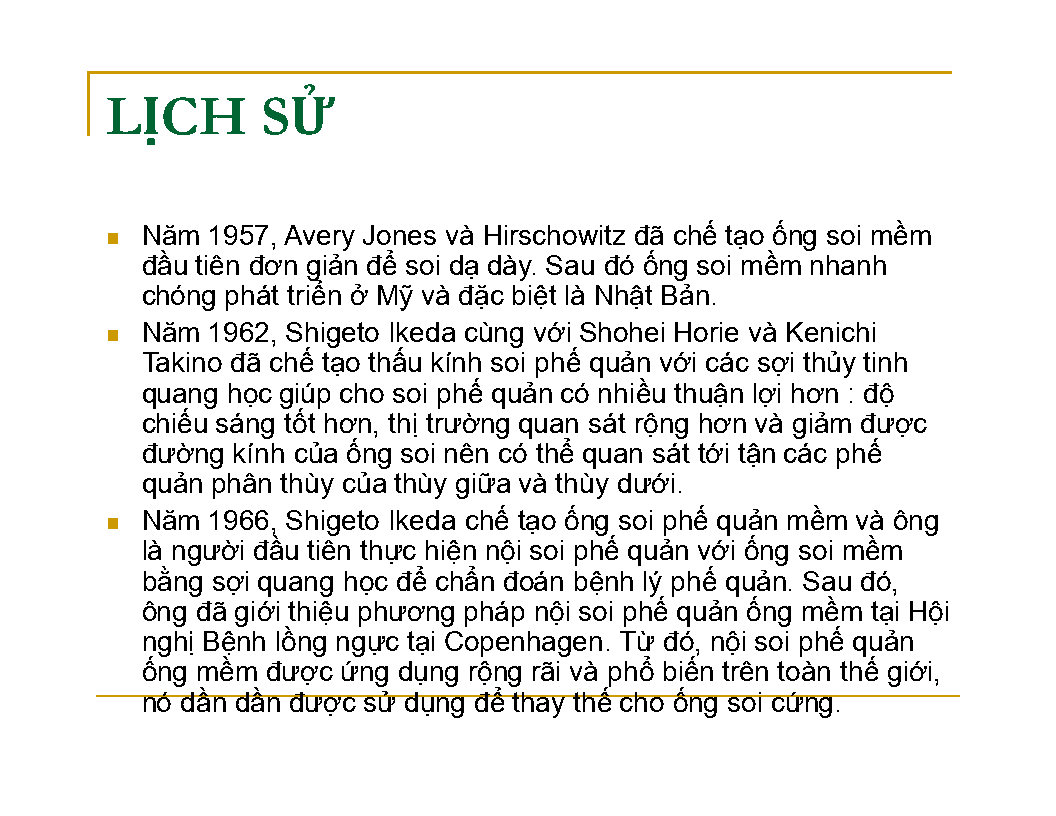 LỊCH SỬ
Năm 1957, Avery Jones và Hirschowitz đã chế tạo ống soi mềm
đầu tiên đơn giản để soi dạ dày. Sau đó ống soi mềm nhanh
chóng phát triển ở Mỹ và đặc biệt là Nhật Bản.
Năm 1962, Shigeto Ikeda cùng với Shohei Horie và Kenichi
Takino đã chế tạo thấu kính soi phế quản với các sợi thủy tinh
quang học giúp cho soi phế quản có nhiều thuận lợi hơn : độ
chiếu sáng tốt hơn, thị trường quan sát rộng hơn và giảm được
đường kính của ống soi nên có thể quan sát tới tận các phế
quản phân thùy của thùy giữa và thùy dưới.
Năm 1966, Shigeto Ikeda chế tạo ống soi phế quản mềm và ông
là người đầu tiên thực hiện nội soi phế quản với ống soi mềm
bằng sợi quang học để chẩn đoán bệnh lý phế quản. Sau đó,
ông đã giới thiệu phương pháp nội soi phế quản ống mềm tại Hội
nghị Bệnh lồng ngực tại Copenhagen. Từ đó, nội soi phế quản
ống mềm được ứng dụng rộng rãi và phổ biến trên toàn thế giới,
nó dần dần được sử dụng để thay thế cho ống soi cứng.